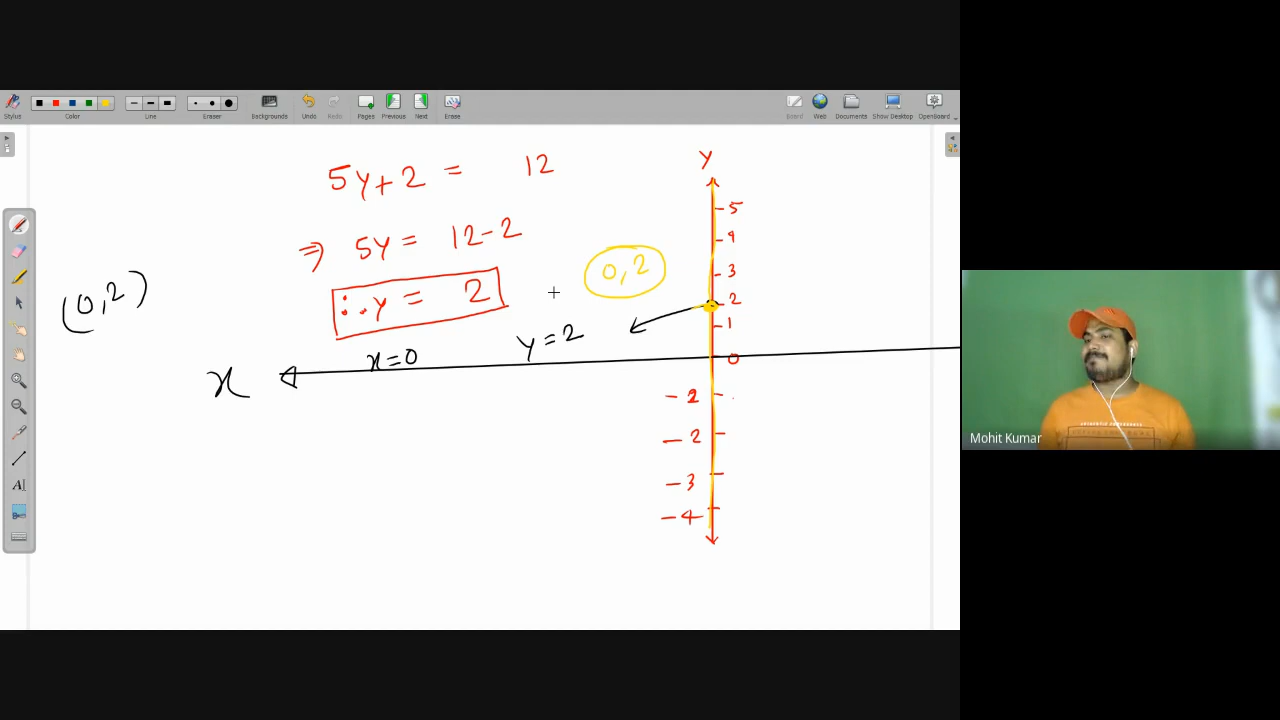 Stylus
Color
Line
Eraser
Backgrounds
Undo
Redo
Pages
Previous
Next
Erase
Board
Web
Documents
Show Desktop
OpenBoard
5y+2 = 12
⇒ 5y = 12-2
∴ y = 2
(0,2)
0,2
x=0
y=2
x
Y
5
4
3
2
1
0
-2
-2
-3
-4
Mohit Kumar